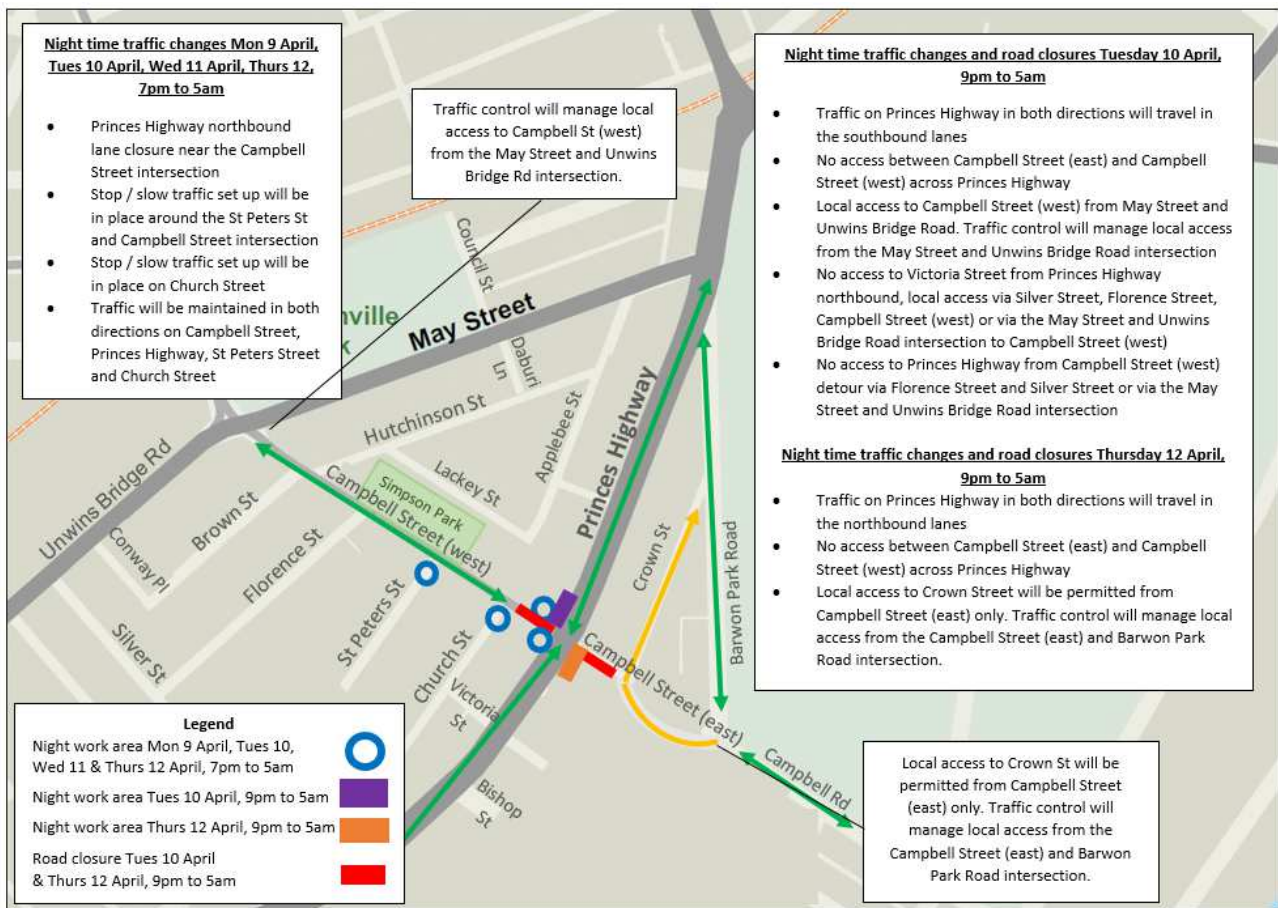 Night time traffic changes Mon 9 April,
Tues 10 April, Wed 11 April, Thurs 12,
7pm to 5am
• Princes Highway northbound
lane closure near the Campbell
Street intersection
• Stop / slow traffic set up will be
in place around the St Peters St
and Campbell Street intersection
• Stop / slow traffic set up will be
in place on Church Street
• Traffic will be maintained in both
directions on Campbell Street,
Princes Highway, St Peters Street
and Church Street
Traffic control will manage local
access to Campbell St (west)
from the May Street and Unwins
Bridge Rd intersection.
Night time traffic changes and road closures Tuesday 10 April,
9pm to 5am
• Traffic on Princes Highway in both directions will travel in
the southbound lanes
• No access between Campbell Street (east) and Campbell
Street (west) across Princes Highway
• Local access to Campbell Street (west) from May Street and
Unwins Bridge Road. Traffic control will manage local access
from the May Street and Unwins Bridge Road intersection
• No access to Victoria Street from Princes Highway
northbound, local access via Silver Street, Florence Street,
Campbell Street (west) or via the May Street and Unwins
Bridge Road intersection to Campbell Street (west)
• No access to Princes Highway from Campbell Street (west)
detour via Florence Street and Silver Street or via the May
Street and Unwins Bridge Road intersection
Night time traffic changes and road closures Thursday 12 April,
9pm to 5am
• Traffic on Princes Highway in both directions will travel in
the northbound lanes
• No access between Campbell Street (east) and Campbell
Street (west) across Princes Highway
• Local access to Crown Street will be permitted from
Campbell Street (east) only. Traffic control will manage local
access from the Campbell Street (east) and Barwon Park
Road intersection.
Council St
May Street
Daburi
Ln
Hutchinson St
Applebee St
Princes Highway
Lackey St
Simpson Park
Campbell Street (west)
Unwins Bridge Rd
Brown St
Conway Pl
Florence St
Silver St
St Peters St
Church St
Victoria
St
Bishop
St
Crown St
Barwon Park Road
Campbell Street (east)
Campbell Rd
Legend
Night work area Mon 9 April, Tues 10,
Wed 11 & Thurs 12 April, 7pm to 5am
Night work area Tues 10 April, 9pm to 5am
Night work area Thurs 12 April, 9pm to 5am
Road closure Tues 10 April
& Thurs 12 April, 9pm to 5am
Local access to Crown St will be
permitted from Campbell Street
(east) only. Traffic control will
manage local access from the
Campbell Street (east) and Barwon
Park Road intersection.